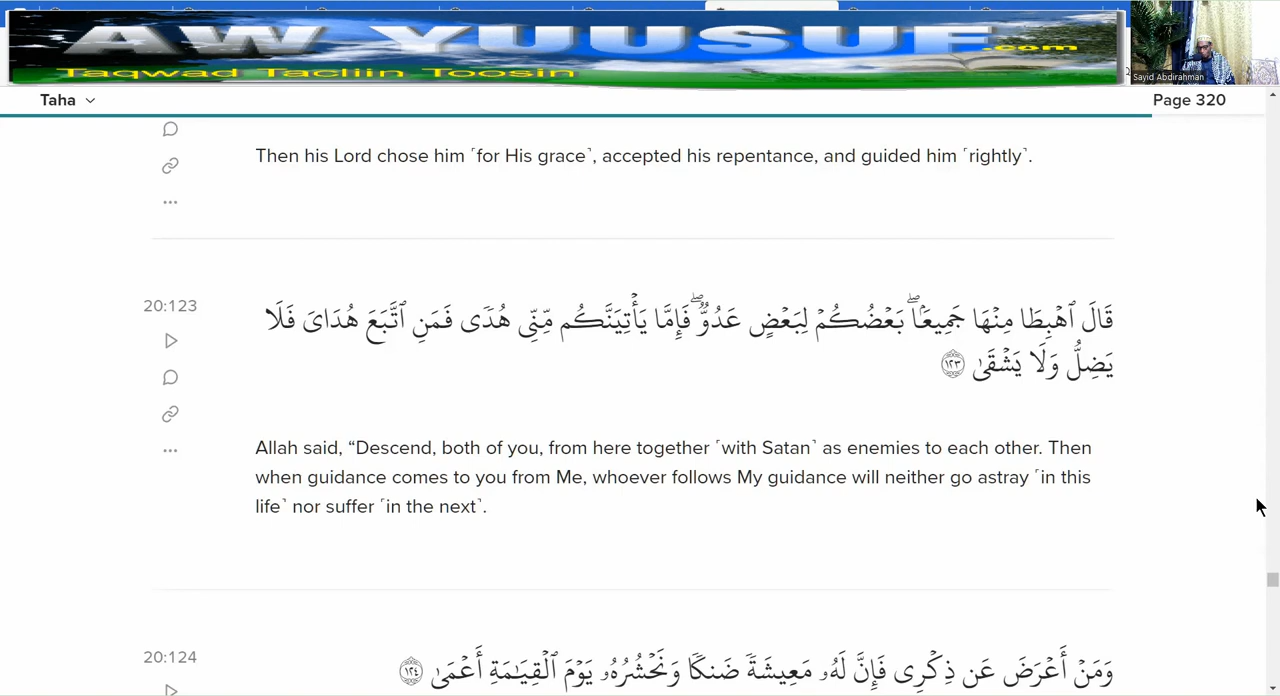 AW YUUSUF.com
Taqwad Tacliin Toosin
Sayid Abdirahman
Taha
Page 320
Then his Lord chose him ˹for His grace˺, accepted his repentance, and guided him ˹rightly˺.
20:123
قَالَ ٱهْبِطَا مِنْهَا جَمِيعًۢا ۖ بَعْضُكُمْ لِبَعْضٍ عَدُوٌّ ۖ فَإِمَّا يَأْتِيَنَّكُم مِّنِّى هُدًى فَمَنِ ٱتَّبَعَ هُدَاىَ فَلَا
يَضِلُّ وَلَا يَشْقَىٰ ١٢٣
Allah said, “Descend, both of you, from here together ˹with Satan˺ as enemies to each other. Then
when guidance comes to you from Me, whoever follows My guidance will neither go astray ˹in this
life˺ nor suffer ˹in the next˺.
20:124
وَمَنْ أَعْرَضَ عَن ذِكْرِى فَإِنَّ لَهُۥ مَعِيشَةً ضَنكًا وَنَحْشُرُهُۥ يَوْمَ ٱلْقِيَـٰمَةِ أَعْمَىٰ ١٢٤